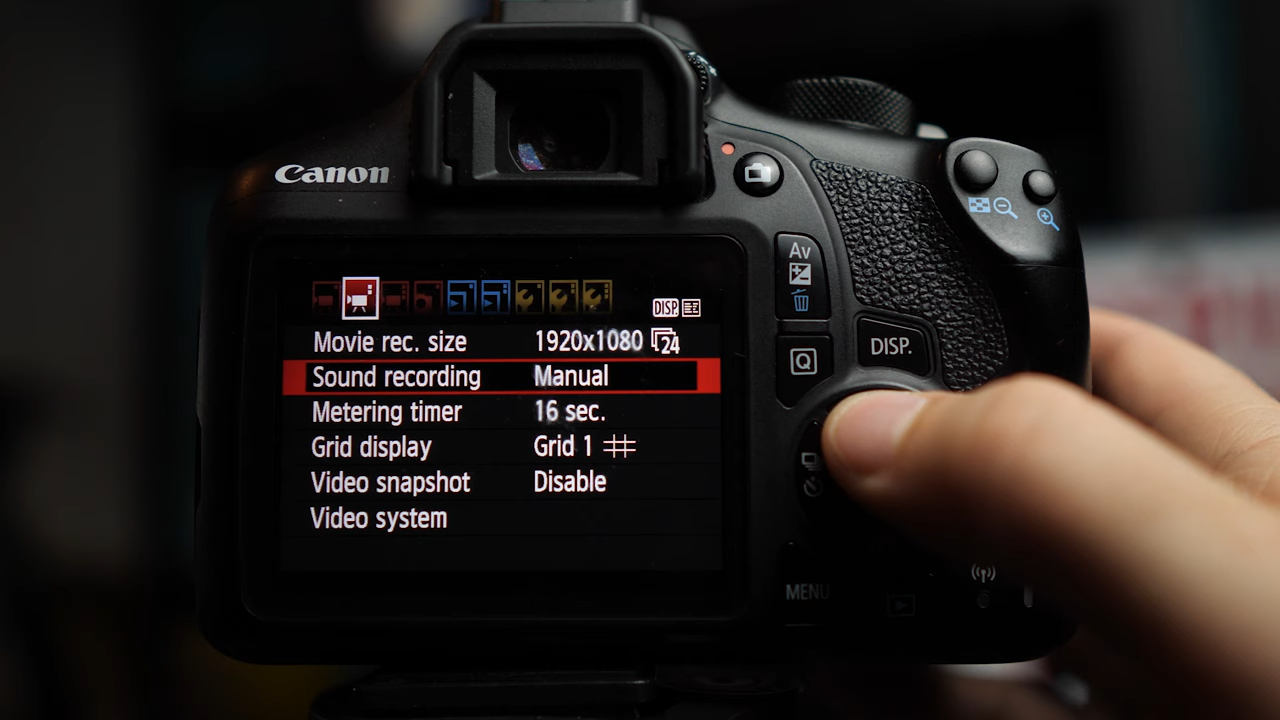 Canon
Av
DISP.
Movie rec. size 1920x1080 24
Sound recording Manual
DISP.
Q
Metering timer 16 sec.
Grid display Grid 1
Video snapshot Disable
Video system
MENU